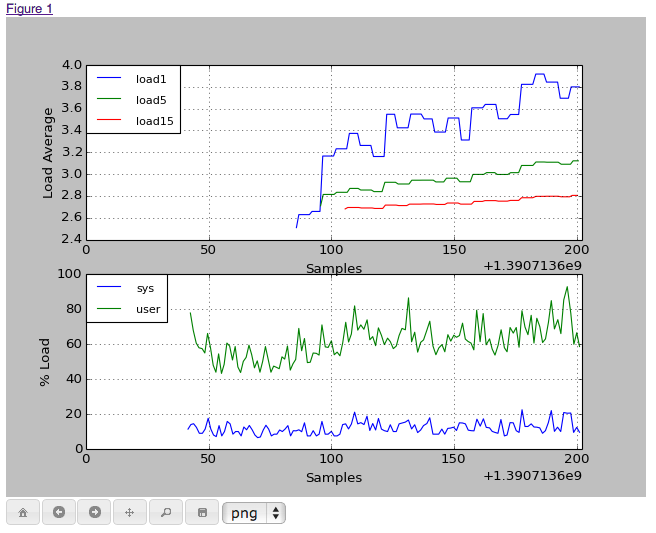 Figure 1
4.0
3.8
3.6
3.4
3.2
3.0
2.8
2.6
2.4
Load Average
load1
load5
load15
0 50 100 150 200
Samples
+1.3907136e9
100
80
60
40
20
0
% Load
sys
user
0 50 100 150 200
Samples
+1.3907136e9
png